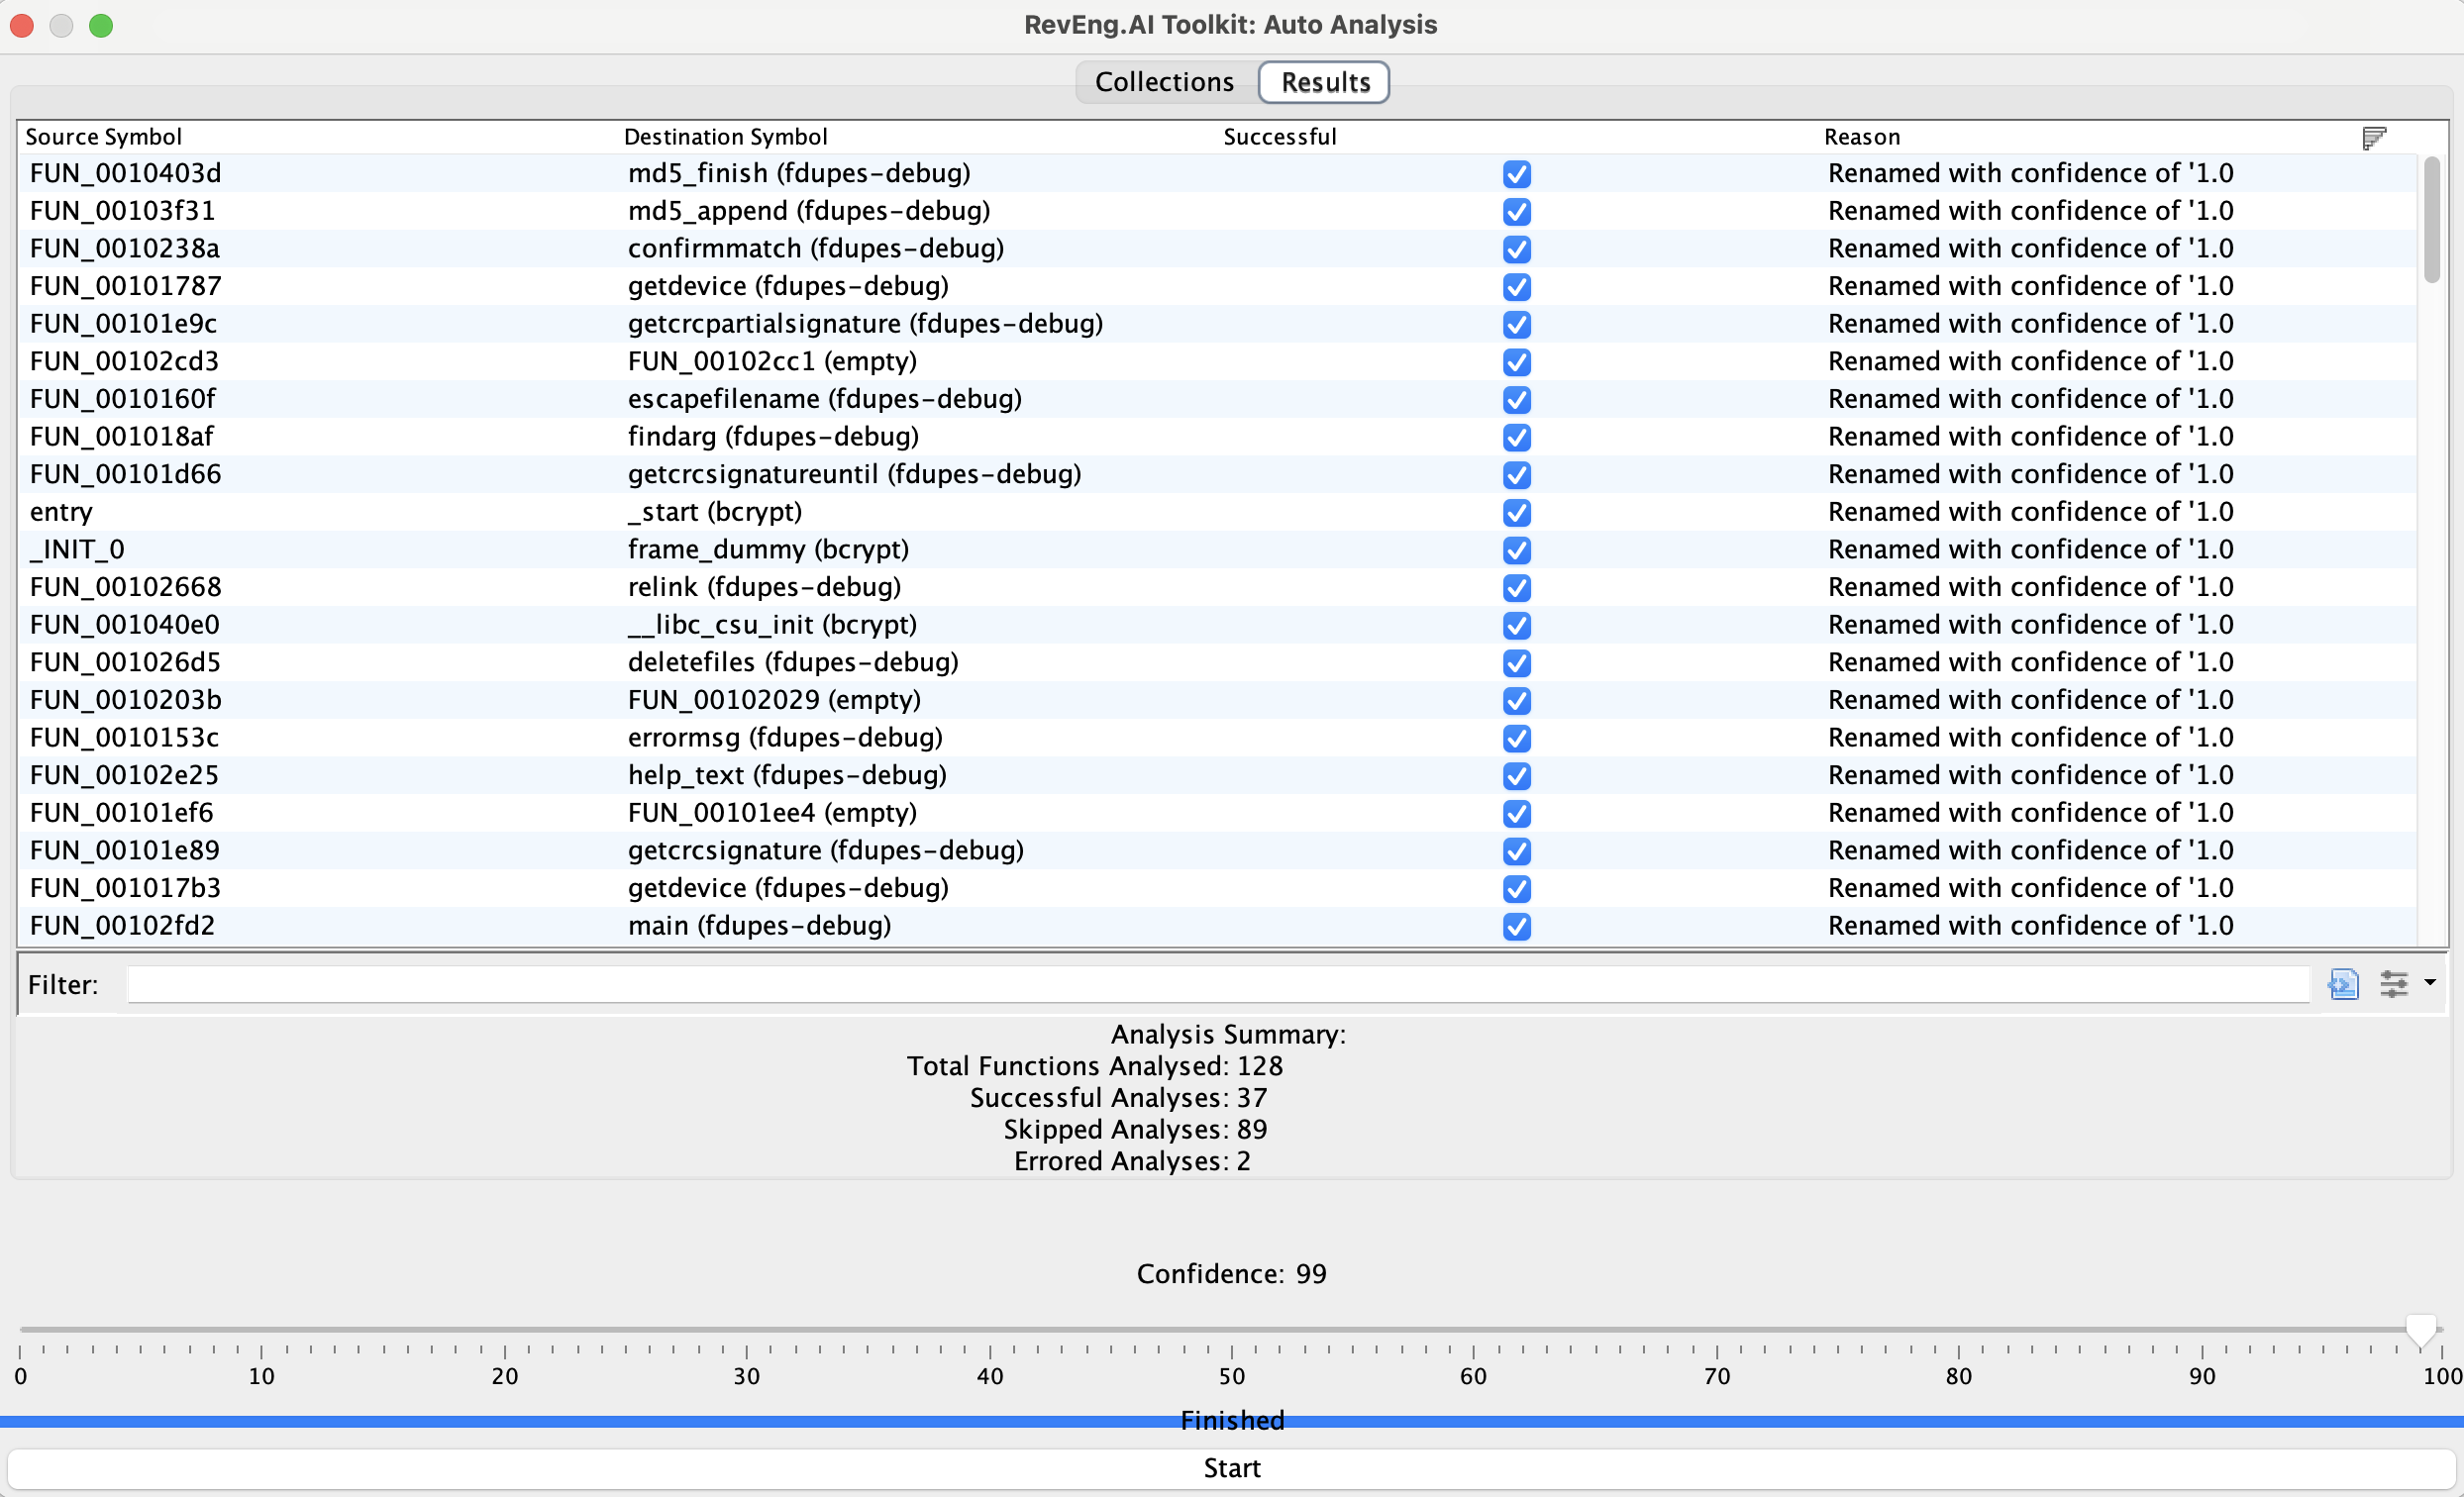 RevEng.AI Toolkit: Auto Analysis
Collections Results
Source Symbol Destination Symbol Successful Reason
FUN_0010403d md5_finish (fdupes-debug) Renamed with confidence of '1.0
FUN_00103f31 md5_append (fdupes-debug) Renamed with confidence of '1.0
FUN_0010238a confirmmatch (fdupes-debug) Renamed with confidence of '1.0
FUN_00101787 getdevice (fdupes-debug) Renamed with confidence of '1.0
FUN_00101e9c getcrcpartialsignature (fdupes-debug) Renamed with confidence of '1.0
FUN_00102cd3 FUN_00102cc1 (empty) Renamed with confidence of '1.0
FUN_0010160f escapefilename (fdupes-debug) Renamed with confidence of '1.0
FUN_001018af findarg (fdupes-debug) Renamed with confidence of '1.0
FUN_00101d66 getcrcsignatureuntil (fdupes-debug) Renamed with confidence of '1.0
entry _start (bcrypt) Renamed with confidence of '1.0
_INIT_0 frame_dummy (bcrypt) Renamed with confidence of '1.0
FUN_00102668 relink (fdupes-debug) Renamed with confidence of '1.0
FUN_001040e0 __libc_csu_init (bcrypt) Renamed with confidence of '1.0
FUN_001026d5 deletefiles (fdupes-debug) Renamed with confidence of '1.0
FUN_0010203b FUN_00102029 (empty) Renamed with confidence of '1.0
FUN_0010153c errormsg (fdupes-debug) Renamed with confidence of '1.0
FUN_00102e25 help_text (fdupes-debug) Renamed with confidence of '1.0
FUN_00101ef6 FUN_00101ee4 (empty) Renamed with confidence of '1.0
FUN_00101e89 getcrcsignature (fdupes-debug) Renamed with confidence of '1.0
FUN_001017b3 getdevice (fdupes-debug) Renamed with confidence of '1.0
FUN_00102fd2 main (fdupes-debug) Renamed with confidence of '1.0
Filter:
Analysis Summary:
Total Functions Analysed: 128
Successful Analyses: 37
Skipped Analyses: 89
Errored Analyses: 2
Confidence: 99
0 10 20 30 40 50 60 70 80 90 100
Finished
Start